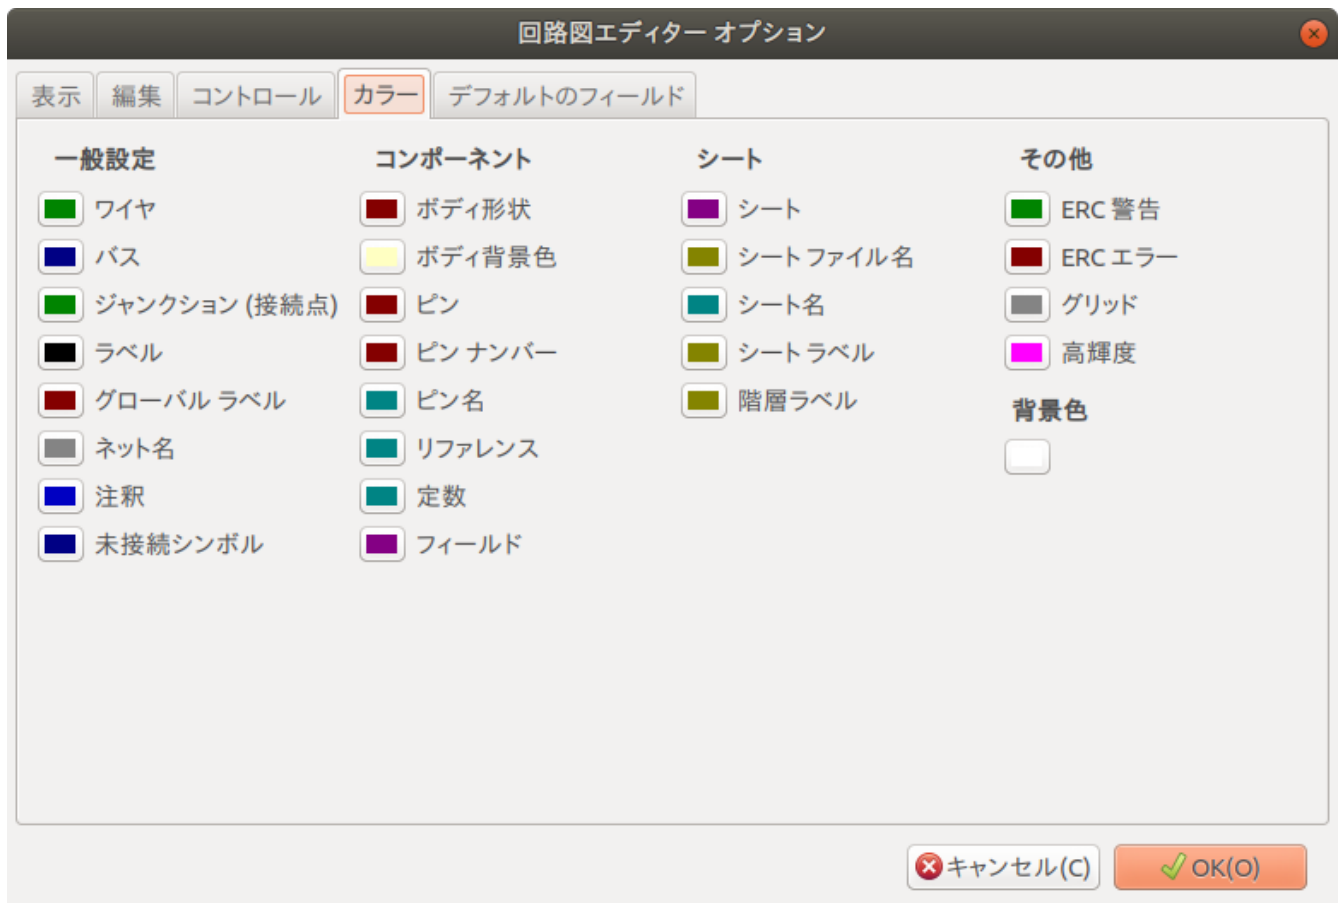 回路図エディター オプション
表示 編集 コントロール カラー デフォルトのフィールド
一般設定
ワイヤ
バス
ジャンクション (接続点)
ラベル
グローバル ラベル
ネット名
注釈
未接続シンボル
コンポーネント
ボディ形状
ボディ背景色
ピン
ピン ナンバー
ピン名
リファレンス
定数
フィールド
シート
シート
シート ファイル名
シート名
シート ラベル
階層ラベル
その他
ERC 警告
ERC エラー
グリッド
高輝度
背景色
キャンセル(C) OK(O)